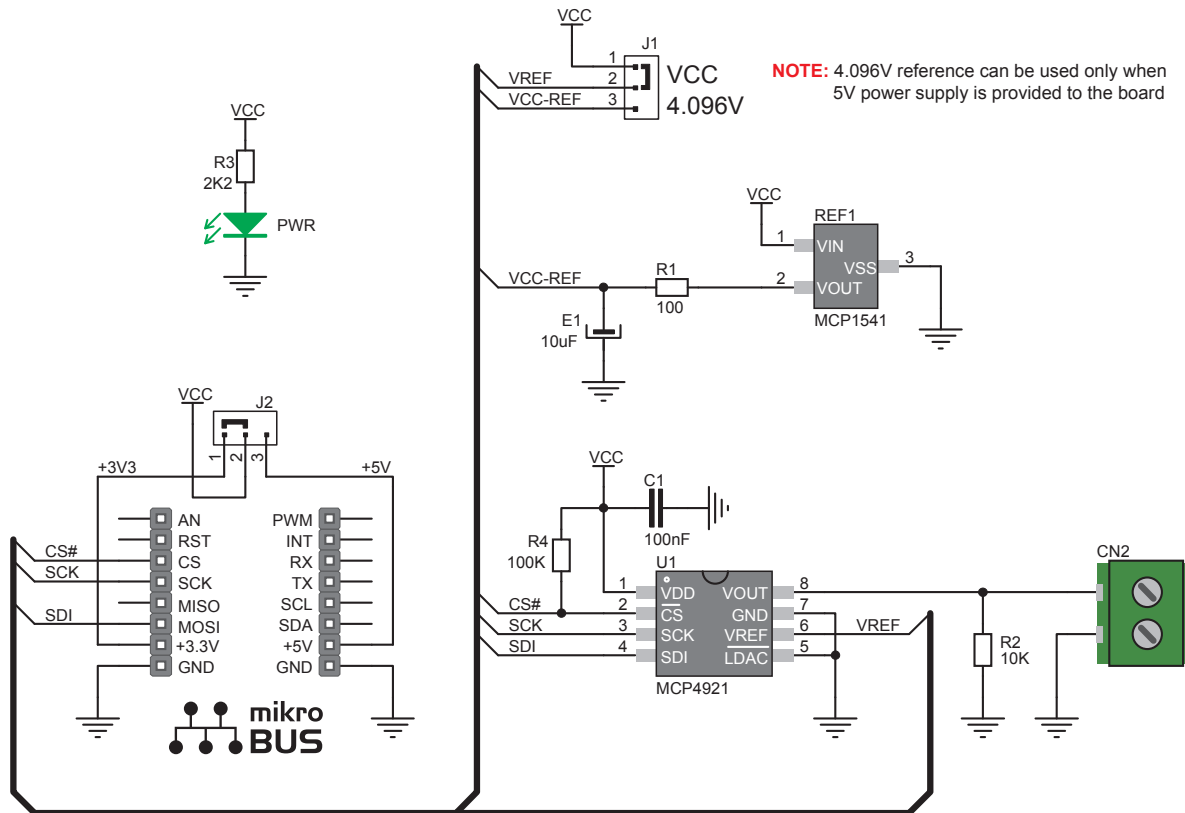 VCC
J1
1
VREF 2 VCC
VCC-REF 3 4.096V
NOTE: 4.096V reference can be used only when
5V power supply is provided to the board
VCC
R3
2K2
PWR
VCC
REF1
1 VIN
VSS 3
VCC-REF R1 2 VOUT
100
MCP1541
E1
10uF
VCC
J2
1 2 3
+3V3 +5V
AN PWM
RST INT
CS# CS RX
SCK SCK TX
MISO SCL
SDI MOSI SDA
+3.3V +5V
GND GND
mikro
BUS
VCC
C1
100nF
R4
100K
U1
1 VDD VOUT 8
CS# 2 CS GND 7
SCK 3 SCK VREF 6 VREF
SDI 4 SDI LDAC 5
MCP4921
R2
10K
CN2